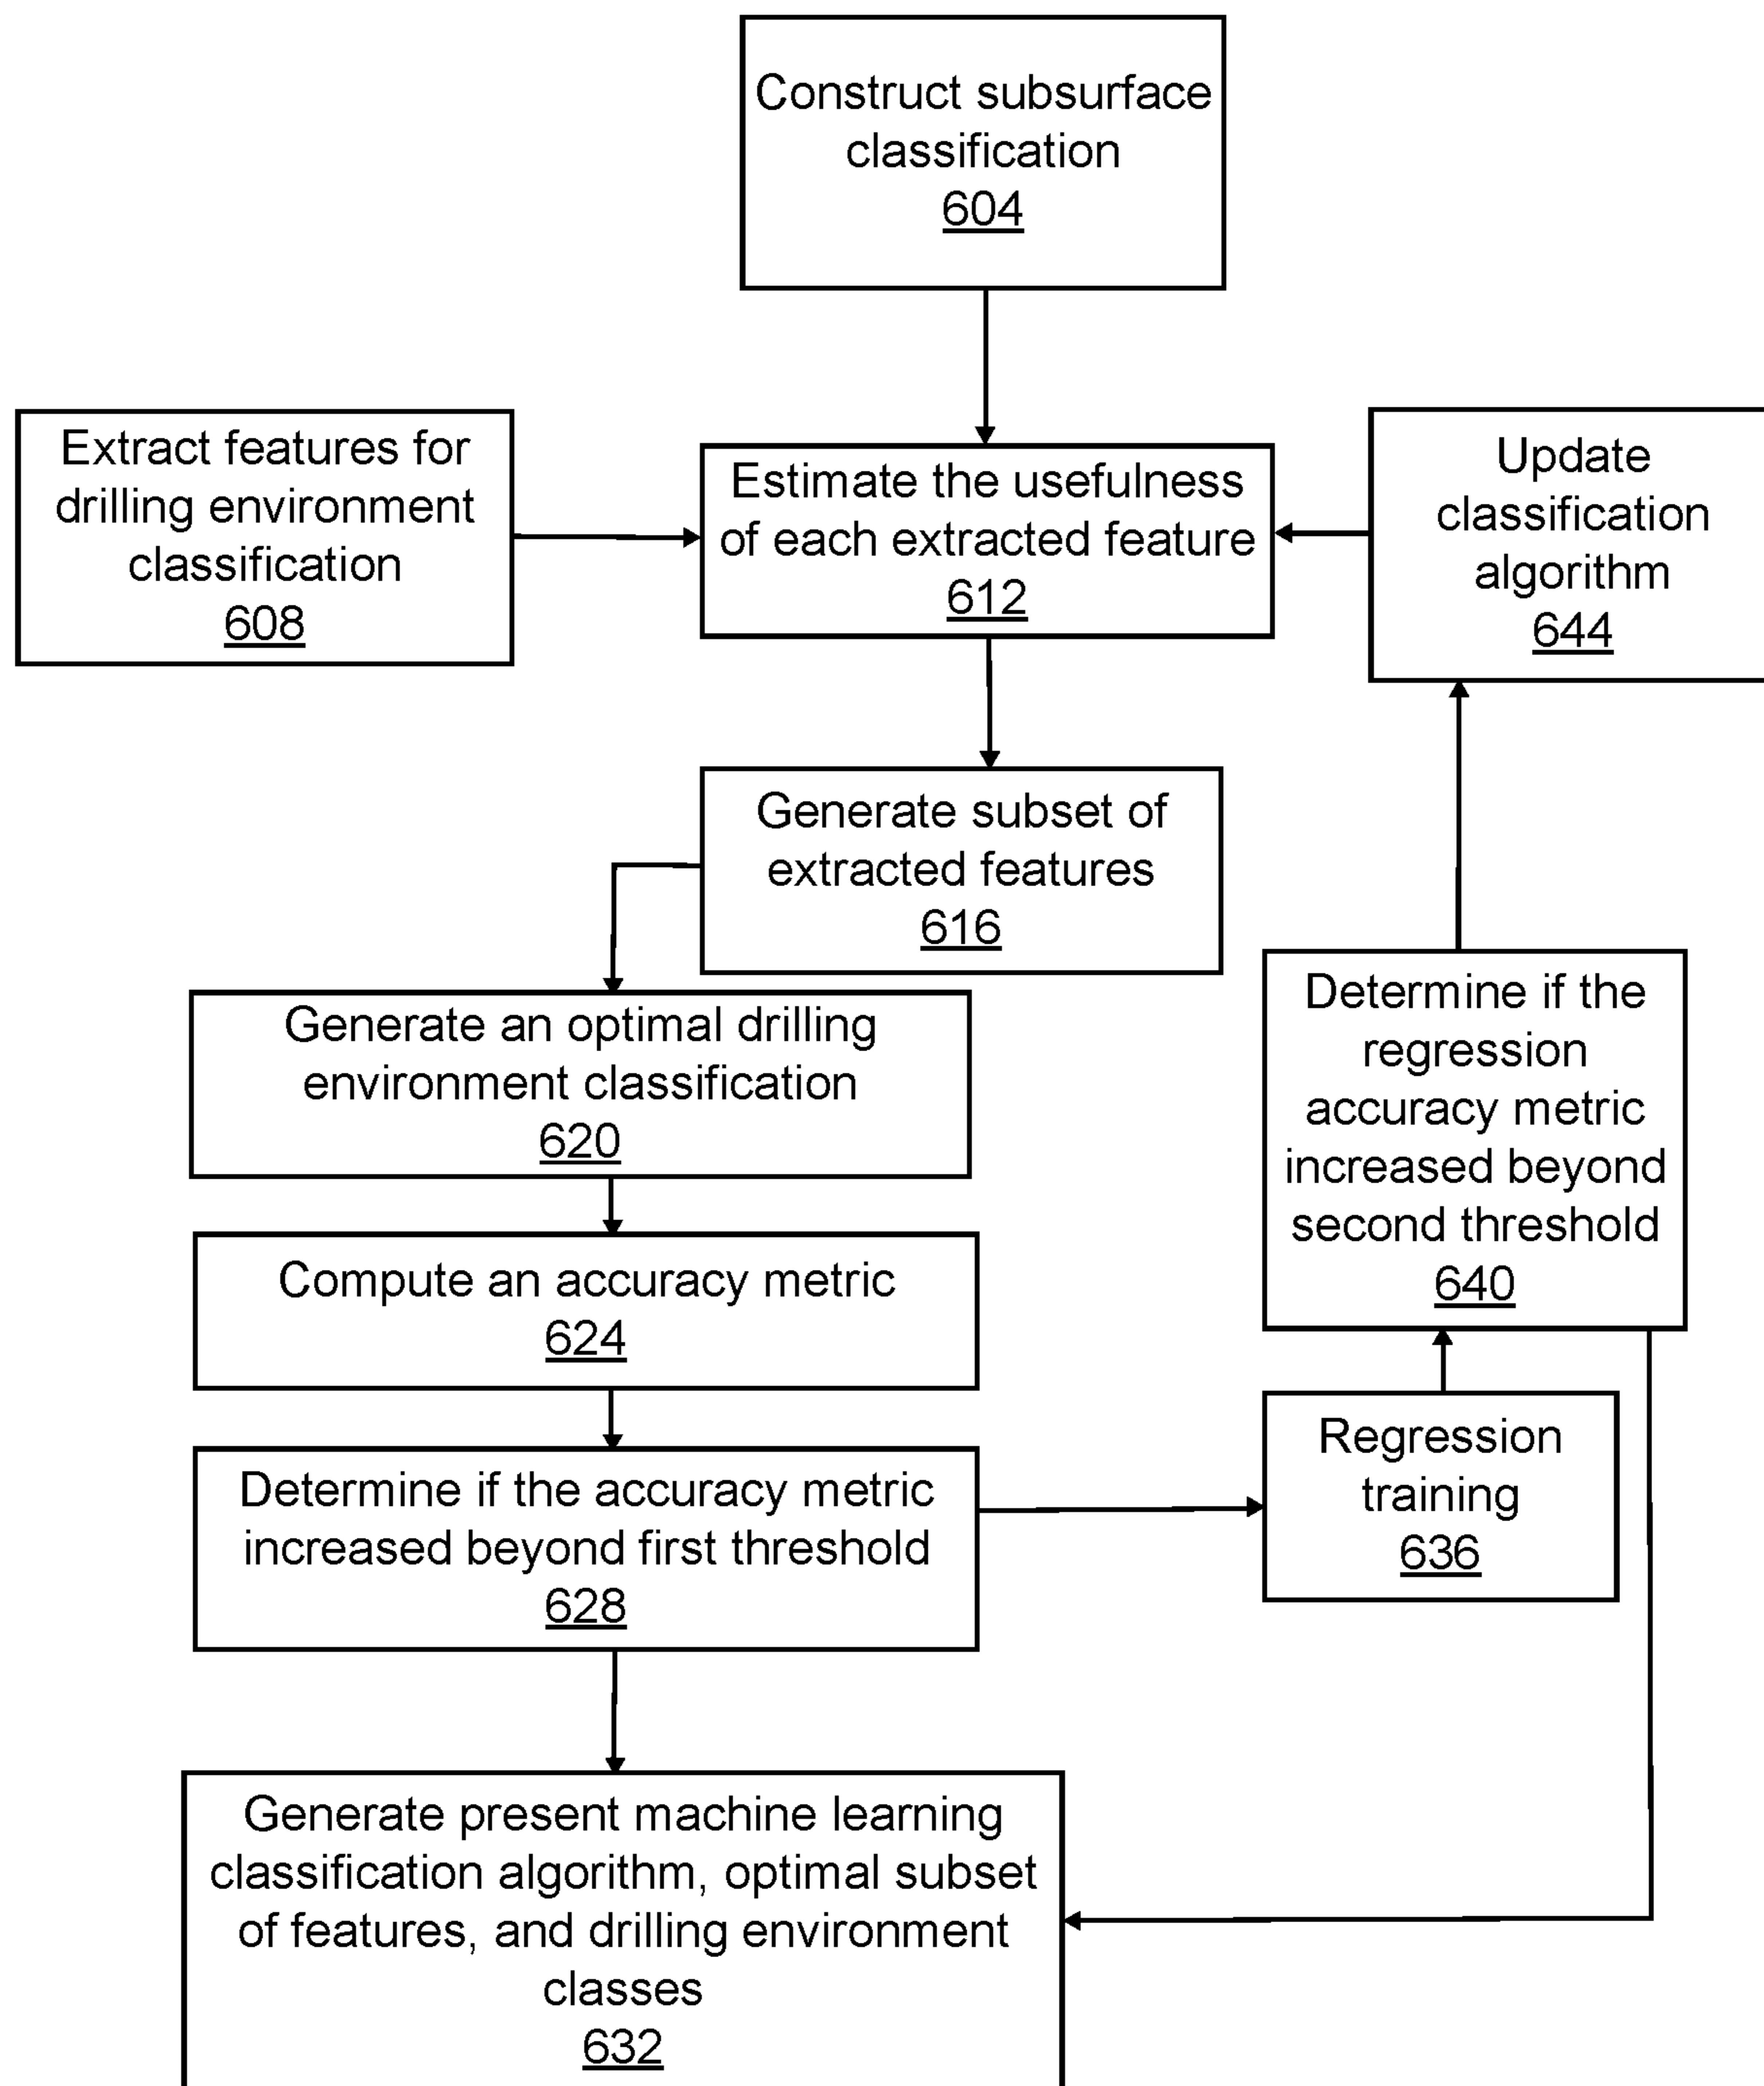 Construct subsurface
classification
604
Extract features for
drilling environment
classification
608
Estimate the usefulness
of each extracted feature
612
Update
classification
algorithm
644
Generate subset of
extracted features
616
Generate an optimal drilling
environment classification
620
Determine if the
regression
accuracy metric
increased beyond
second threshold
640
Compute an accuracy metric
624
Determine if the accuracy metric
increased beyond first threshold
628
Regression
training
636
Generate present machine learning
classification algorithm, optimal subset
of features, and drilling environment
classes
632